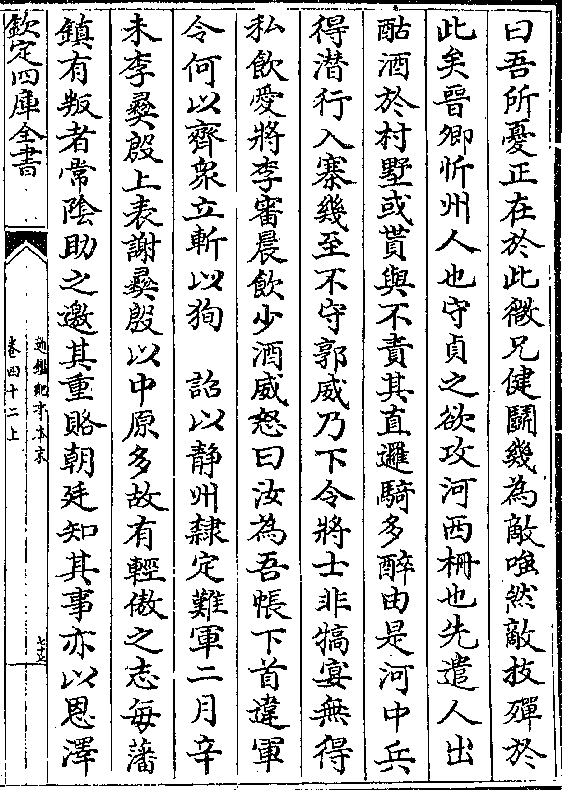 曰吾所憂正在於此微兄健鬭幾為敵嗤然敵技殫於
此矣晉卿忻州人也守貞之欲攻河西柵也先遣人出
酤酒於村墅或貰與不責其直邏騎多醉由是河中兵
得潛行入寨幾至不守郭威乃下令將士非犒宴無得
私飲愛將李審晨飲少酒威怒曰汝為吾帳下首違軍
令何以齊衆立斬以狥　詔以靜州隸定難軍二月辛
未李彞殷上表謝彞殷以中原多故有輕傲之志每藩
鎮有叛者常陰助之邀其重賂朝廷知其事亦以恩澤
欽定四庫全書
通鑑紀事本末
卷四十二上